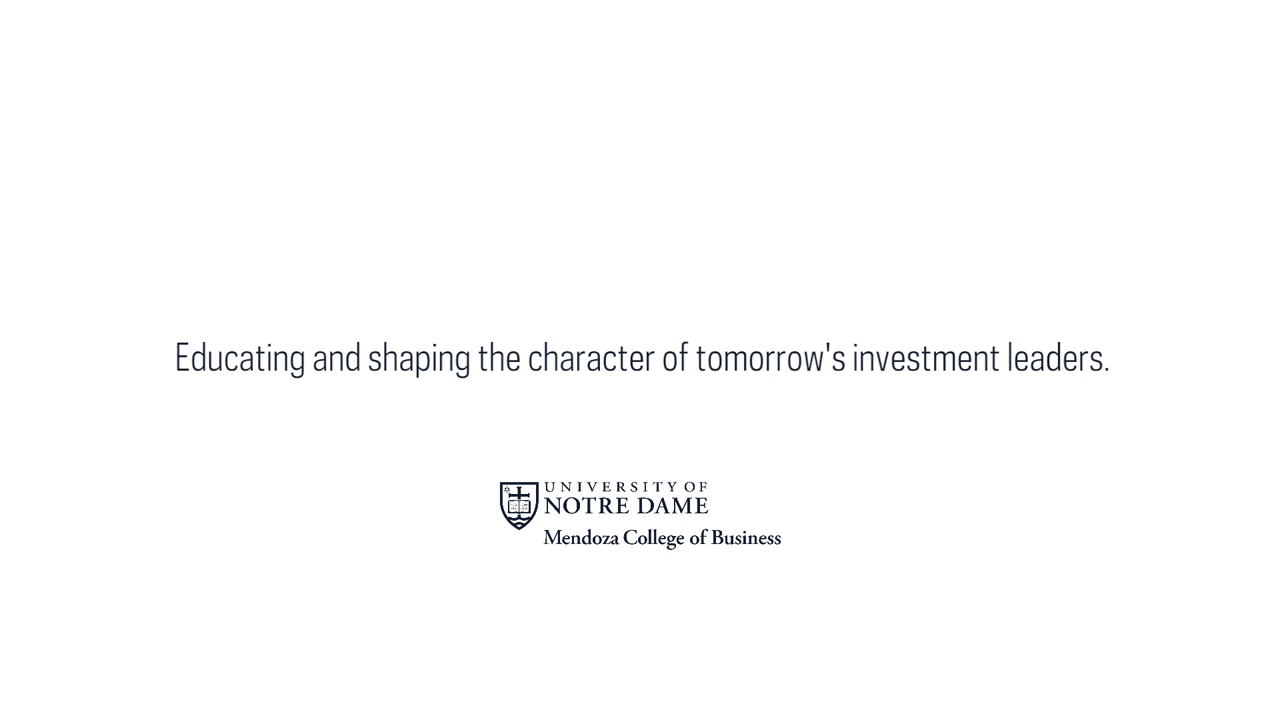 Educating and shaping the character of tomorrow's investment leaders.
UNIVERSITY OF
NOTRE DAME
Mendoza College of Business